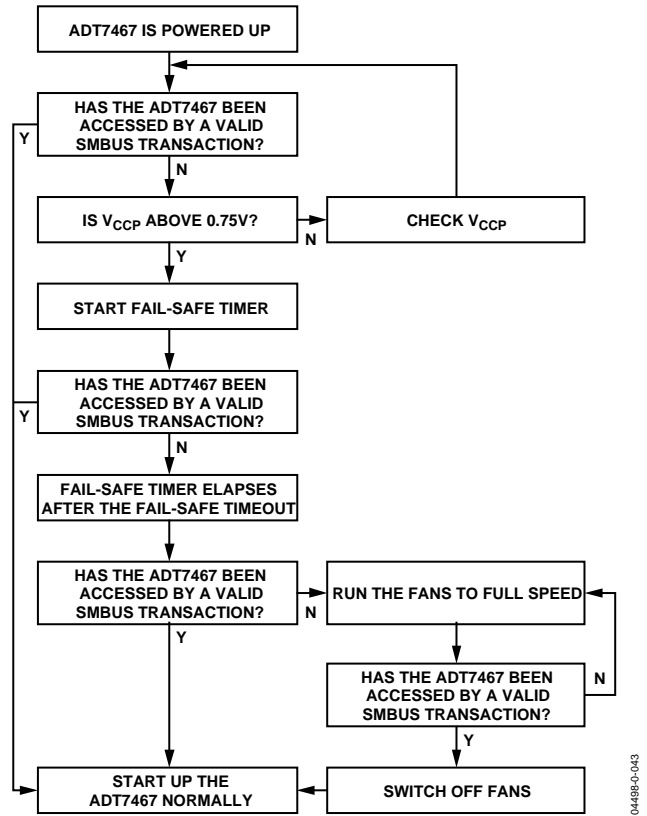 ADT7467 IS POWERED UP
HAS THE ADT7467 BEEN
ACCESSED BY A VALID
SMBUS TRANSACTION?
Y
N
IS VCCP ABOVE 0.75V?
N
CHECK VCCP
Y
START FAIL-SAFE TIMER
HAS THE ADT7467 BEEN
ACCESSED BY A VALID
SMBUS TRANSACTION?
Y
N
FAIL-SAFE TIMER ELAPSES
AFTER THE FAIL-SAFE TIMEOUT
HAS THE ADT7467 BEEN
ACCESSED BY A VALID
SMBUS TRANSACTION?
N
RUN THE FANS TO FULL SPEED
Y
HAS THE ADT7467 BEEN
ACCESSED BY A VALID
SMBUS TRANSACTION?
N
Y
START UP THE
ADT7467 NORMALLY
SWITCH OFF FANS
04498-0-043